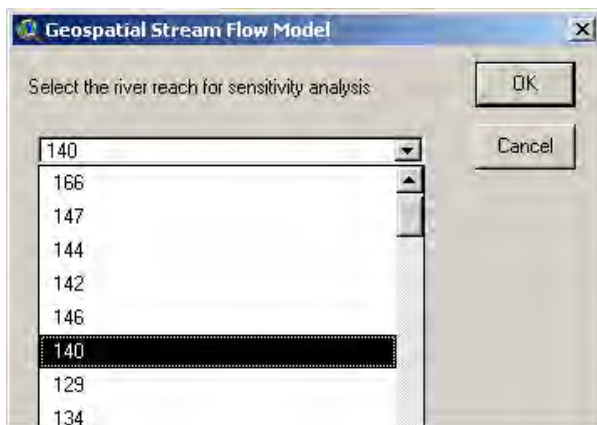 Geospatial Stream Flow Model
Select the river reach for sensitivity analysis
OK
140
Cancel
166
147
144
142
146
140
129
134